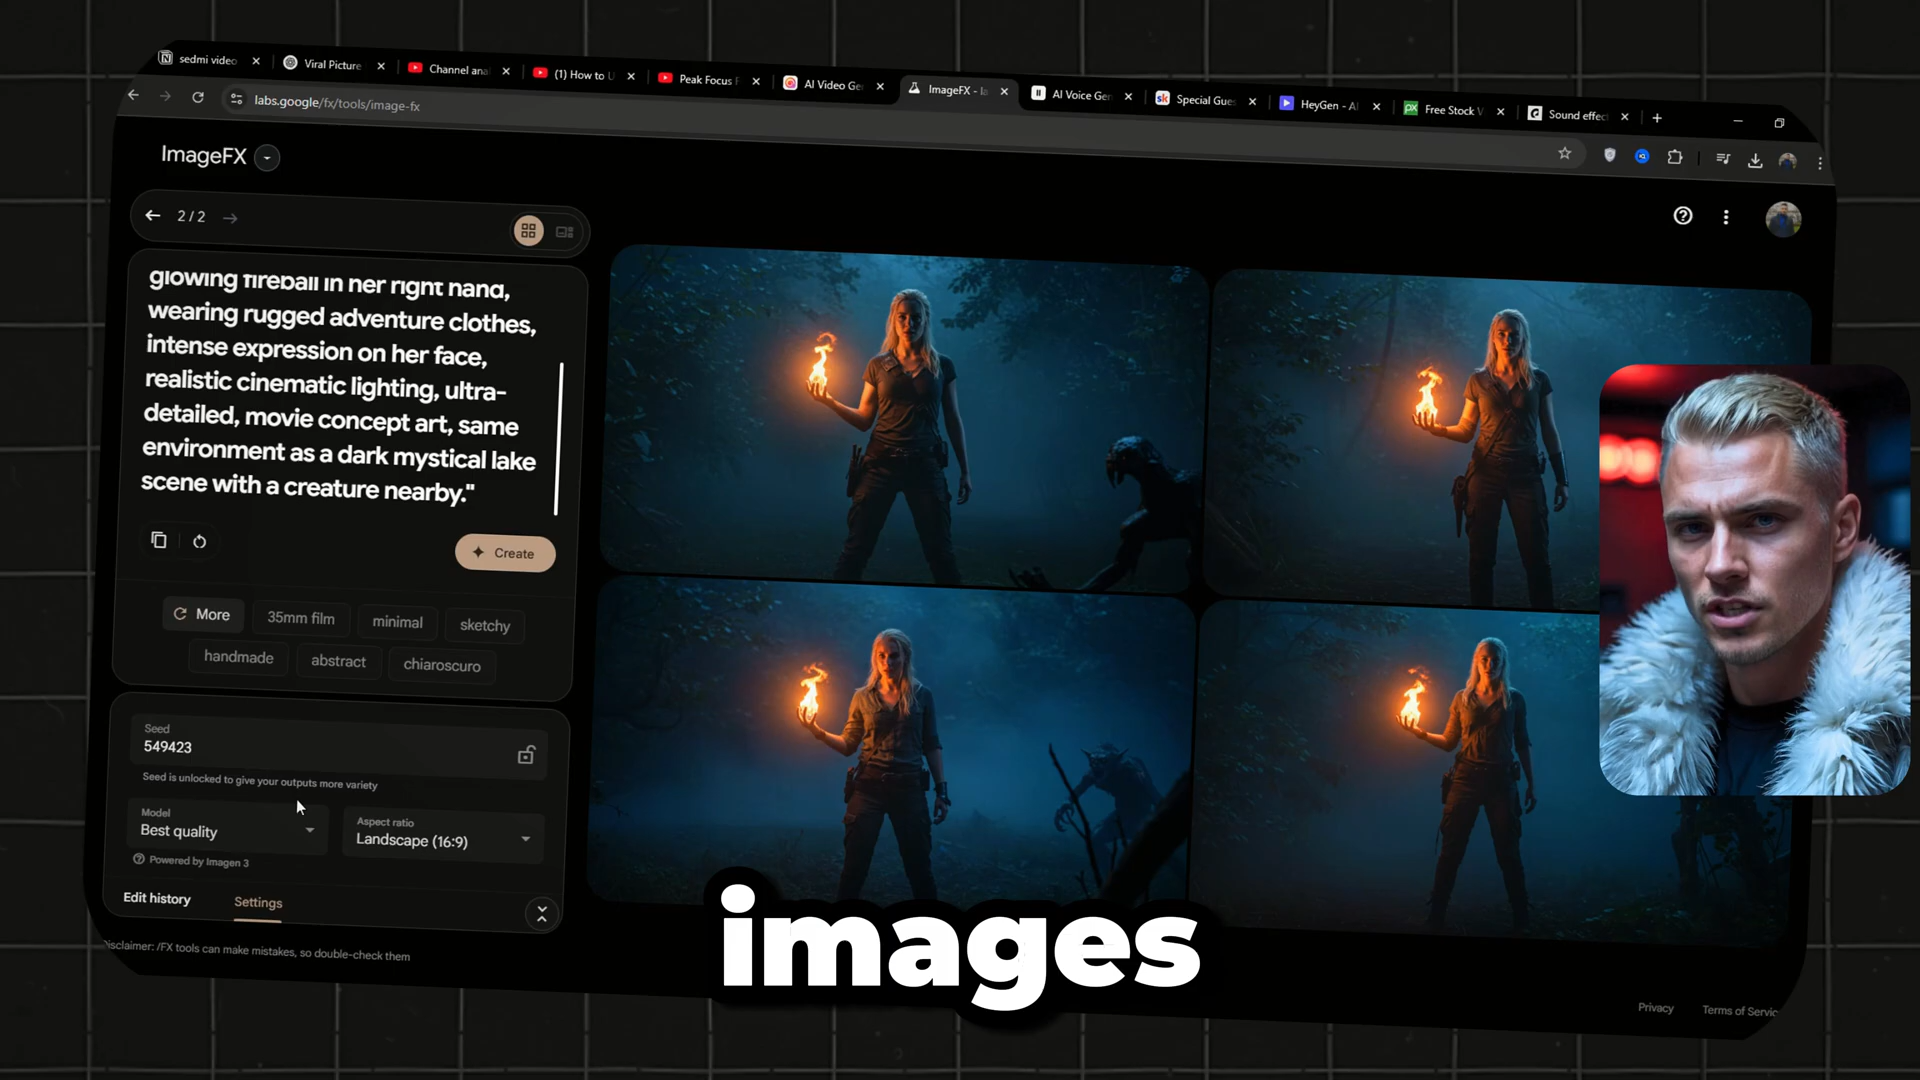 sedmi video
Viral Picture
Channel ana
(1) How to U
Peak Focus F
AI Video Ge
ImageFX - la
AI Voice Gen
Special Gues
HeyGen - AI
Free Stock V
Sound effec
labs.google/fx/tools/image-fx
ImageFX
2 / 2
glowing fireball in her right hand,
wearing rugged adventure clothes,
intense expression on her face,
realistic cinematic lighting, ultra-
detailed, movie concept art, same
environment as a dark mystical lake
scene with a creature nearby."
Create
More
35mm film
minimal
sketchy
handmade
abstract
chiaroscuro
Seed
549423
Seed is unlocked to give your outputs more variety
Model
Best quality
Aspect ratio
Landscape (16:9)
Powered by Imagen 3
Edit history
Settings
Disclaimer: /FX tools can make mistakes, so double-check them
images
Privacy
Terms of Servic